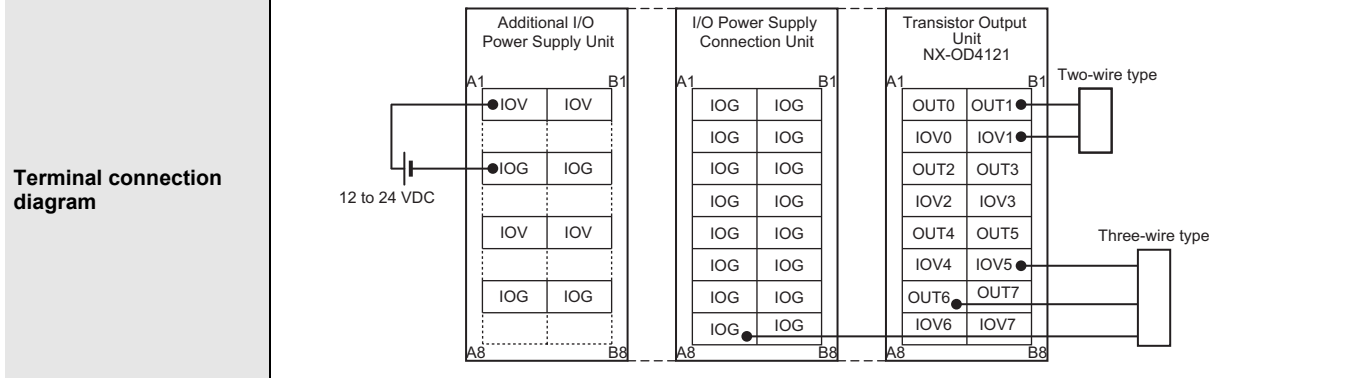 Terminal connection
diagram
Additional I/O
Power Supply Unit
A1 B1
IOV IOV
IOG IOG
IOV IOV
IOG IOG
A8 B8
12 to 24 VDC
I/O Power Supply
Connection Unit
A1 B1
IOG IOG
IOG IOG
IOG IOG
IOG IOG
IOG IOG
IOG IOG
IOG IOG
IOG IOG
A8 B8
Transistor Output
Unit
NX-OD4121
A1 B1
OUT0 OUT1
IOV0 IOV1
OUT2 OUT3
IOV2 IOV3
OUT4 OUT5
IOV4 IOV5
OUT6 OUT7
IOV6 IOV7
A8 B8
Two-wire type
Three-wire type